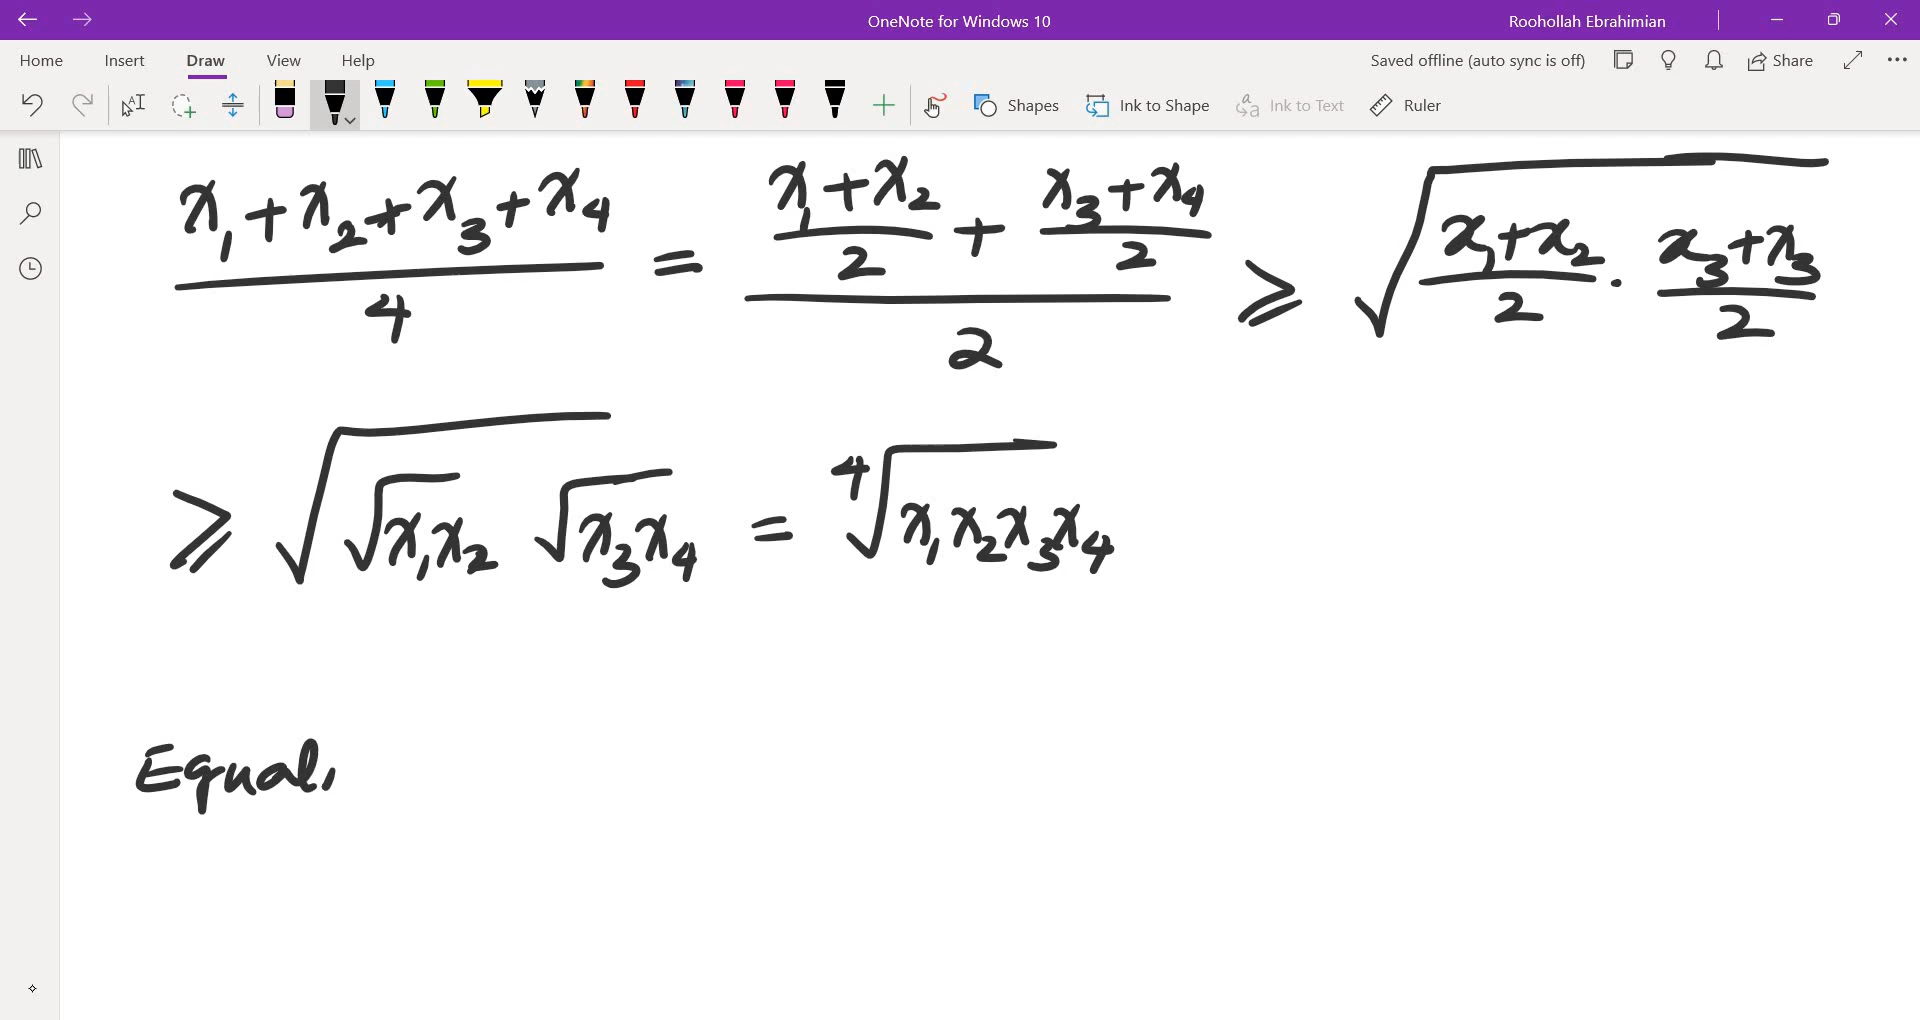 OneNote for Windows 10
Roohollah Ebrahimian
Home Insert Draw View Help
Saved offline (auto sync is off) Share
Shapes Ink to Shape Ink to Text Ruler
(x₁+x₂+x₃+x₄)/4 = ((x₁+x₂)/2 + (x₃+x₄)/2)/2 ⩾ √((x₁+x₂)/2 · (x₃+x₃)/2)
⩾ √(√(x₁x₂) √(x₃x₄)) = ⁴√(x₁x₂x₃x₄)
Equalı